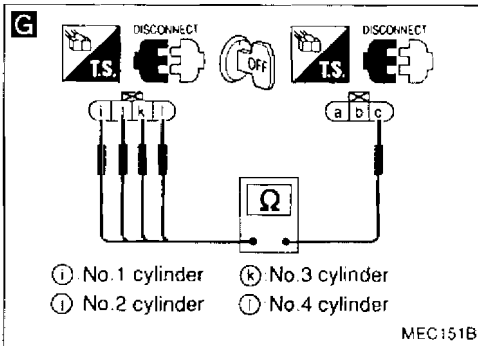 G
DISCONNECT DISCONNECT
T.S. OFF T.S.
i j k l a b c
Ω
ⓘ No.1 cylinder ⓚ No.3 cylinder
ⓙ No.2 cylinder ⓛ No.4 cylinder
MEC151B